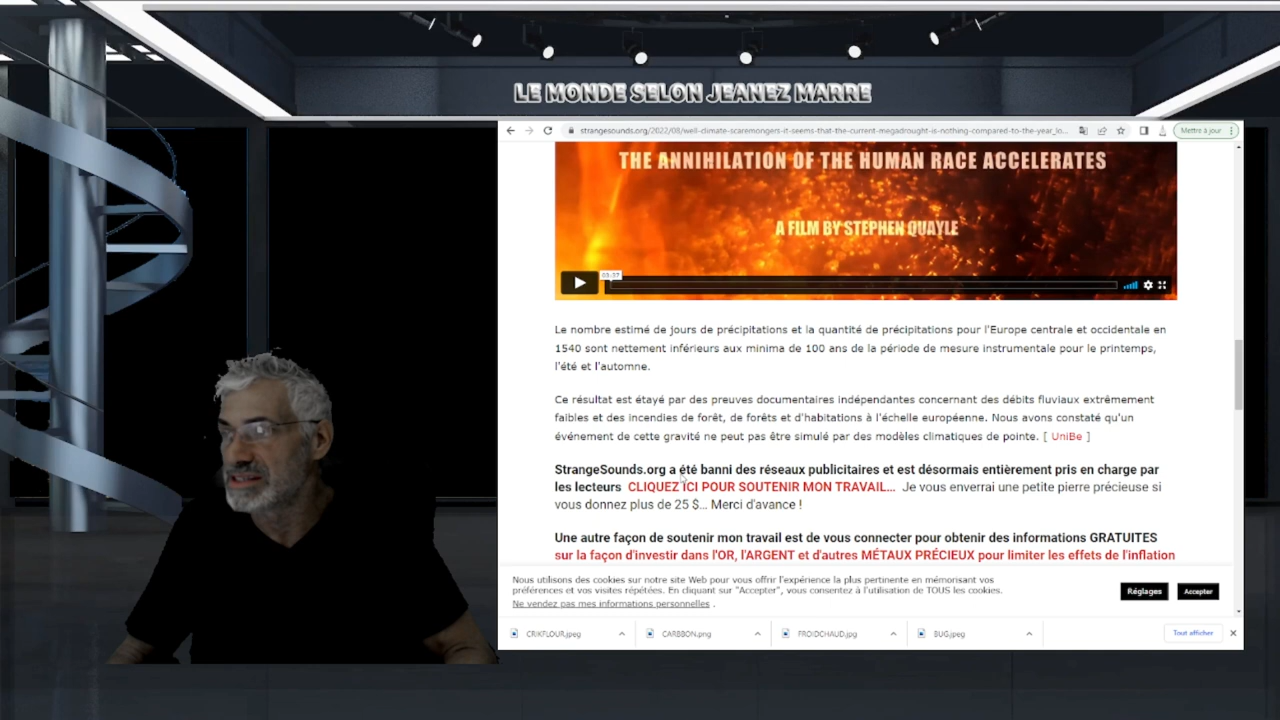 LE MONDE SELON JEANEZ MARRE
strangesounds.org/2022/08/well-climate-scaremongers-it-seems-that-the-current-megadrought-is-nothing-compared-to-the-year_lo...
Mettre à jour
THE ANNIHILATION OF THE HUMAN RACE ACCELERATES
A FILM BY STEPHEN QUAYLE
03:37
Le nombre estimé de jours de précipitations et la quantité de précipitations pour l'Europe centrale et occidentale en
1540 sont nettement inférieurs aux minima de 100 ans de la période de mesure instrumentale pour le printemps,
l'été et l'automne.
Ce résultat est étayé par des preuves documentaires indépendantes concernant des débits fluviaux extrêmement
faibles et des incendies de forêt, de forêts et d'habitations à l'échelle européenne. Nous avons constaté qu'un
événement de cette gravité ne peut pas être simulé par des modèles climatiques de pointe. [ UniBe ]
StrangeSounds.org a été banni des réseaux publicitaires et est désormais entièrement pris en charge par
les lecteurs CLIQUEZ ICI POUR SOUTENIR MON TRAVAIL... Je vous enverrai une petite pierre précieuse si
vous donnez plus de 25 $... Merci d'avance !
Une autre façon de soutenir mon travail est de vous connecter pour obtenir des informations GRATUITES
sur la façon d'investir dans l'OR, l'ARGENT et d'autres MÉTAUX PRÉCIEUX pour limiter les effets de l'inflation
Nous utilisons des cookies sur notre site Web pour vous offrir l'expérience la plus pertinente en mémorisant vos
préférences et vos visites répétées. En cliquant sur "Accepter", vous consentez à l'utilisation de TOUS les cookies.
Ne vendez pas mes informations personnelles .
Réglages
Accepter
CRIKFLOUR.jpeg
CARBBON.png
FROIDCHAUD.jpg
BUG.jpeg
Tout afficher